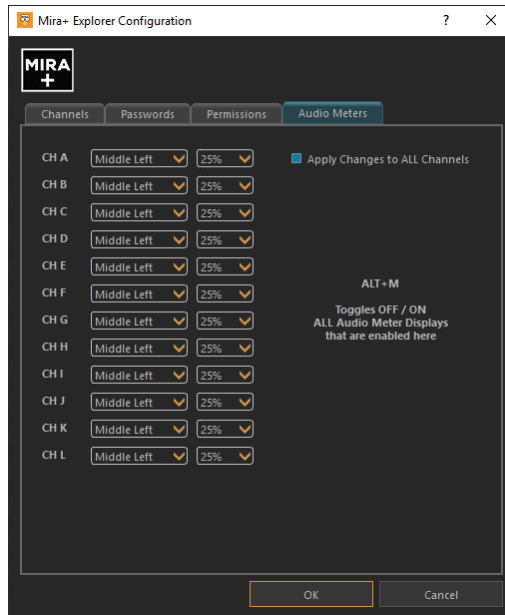 Mira+ Explorer Configuration ? ×
MIRA
+
Channels Passwords Permissions Audio Meters
CH A Middle Left 25% Apply Changes to ALL Channels
CH B Middle Left 25%
CH C Middle Left 25%
CH D Middle Left 25%
CH E Middle Left 25%
ALT+M
CH F Middle Left 25%
Toggles OFF / ON
CH G Middle Left 25% ALL Audio Meter Displays
that are enabled here
CH H Middle Left 25%
CH I Middle Left 25%
CH J Middle Left 25%
CH K Middle Left 25%
CH L Middle Left 25%
OK Cancel